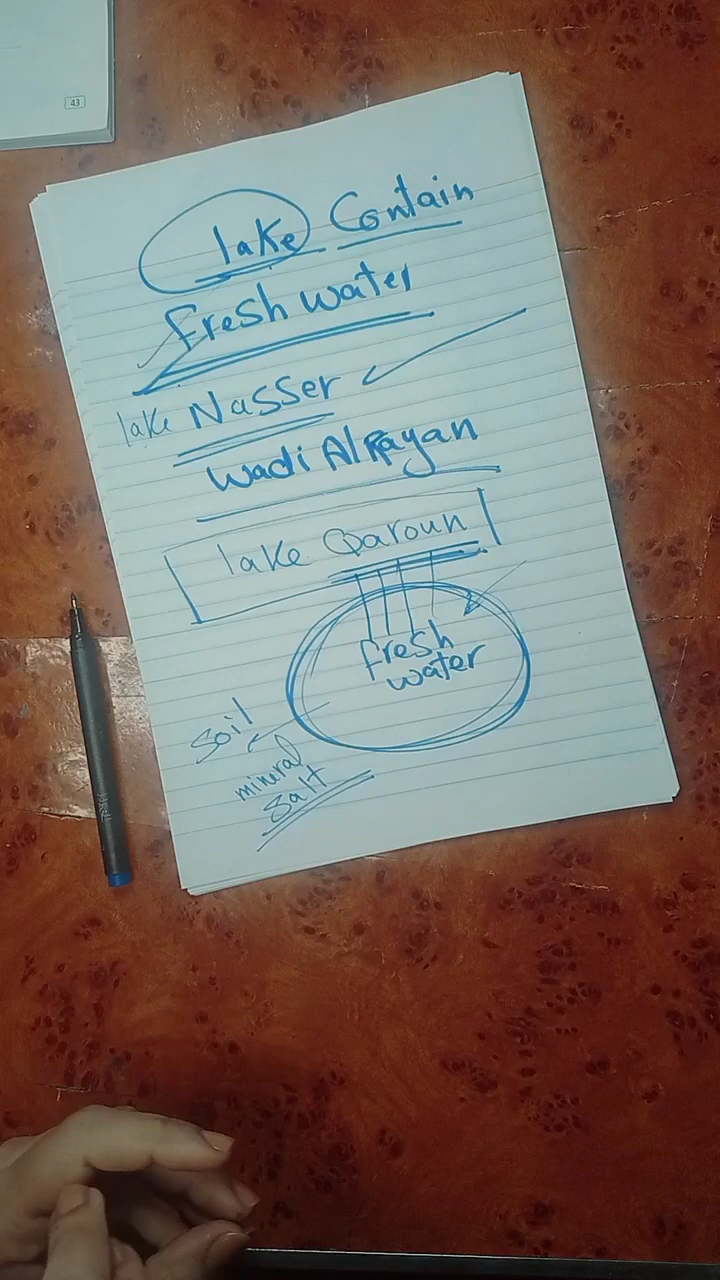 43
lake Contain
fresh water
lake Nasser
Wadi AlRayan
lake Qaroun
fresh
water
soil
mineral
salt